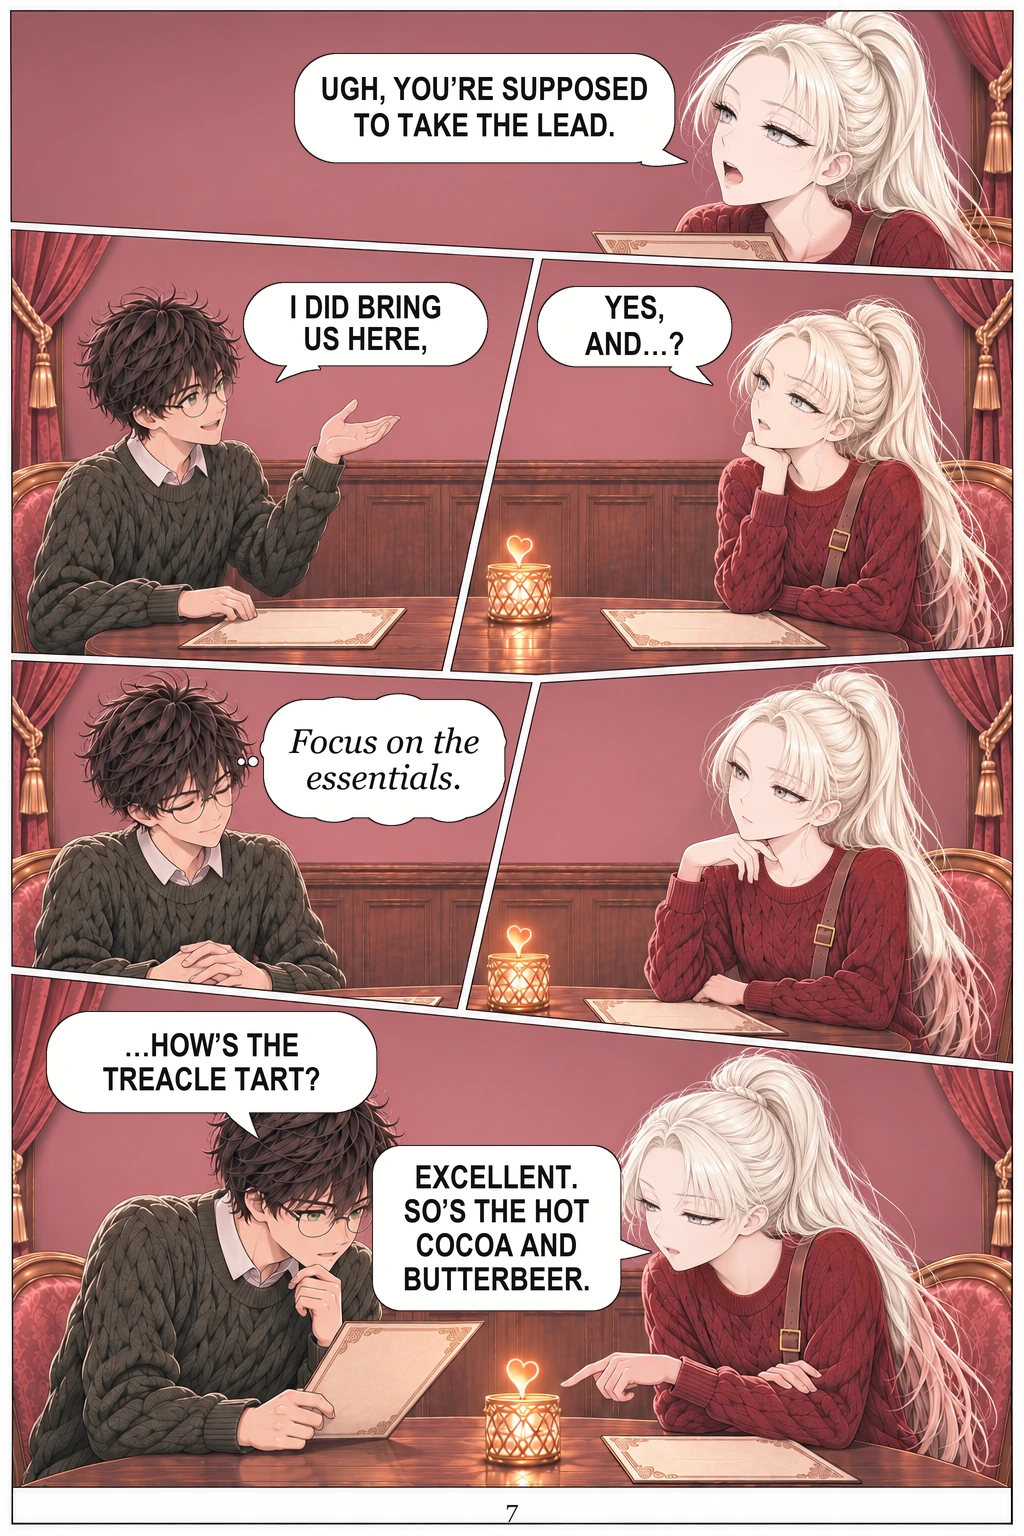 UGH, YOU'RE SUPPOSED
TO TAKE THE LEAD.
I DID BRING
US HERE,
YES,
AND...?
Focus on the
essentials.
...HOW'S THE
TREACLE TART?
EXCELLENT.
SO'S THE HOT
COCOA AND
BUTTERBEER.
7